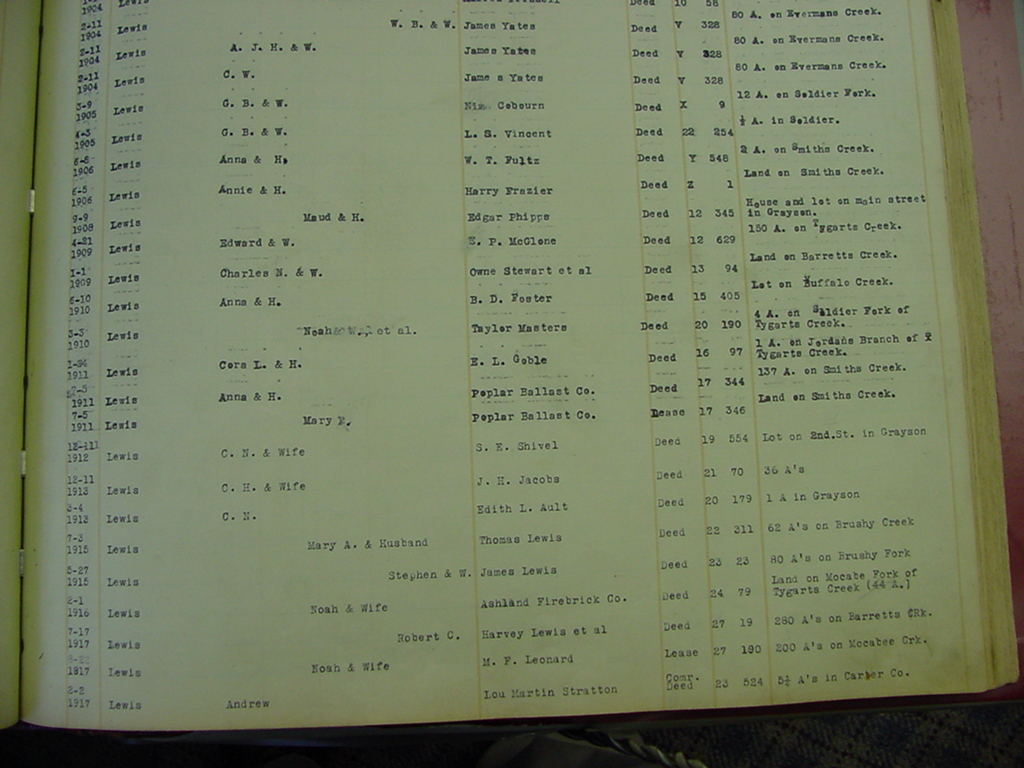 1904 Lewis Deed 10 58
80 A. on Evermans Creek.
2-11
1904 Lewis W. B. & W. James Yates Deed Y 328
80 A. on Evermans Creek.
2-11
1904 Lewis A. J. H. & W. James Yates Deed Y 328
80 A. on Evermans Creek.
2-11
1904 Lewis C. W. James Yates Deed Y 328
12 A. on Soldier Fork.
3-9
1905 Lewis G. B. & W. Cobourn Deed X 9
½ A. in Soldier.
4-3
1905 Lewis G. B. & W. L. S. Vincent Deed 22 254
2 A. on Smiths Creek.
6-8
1906 Lewis Anna & H. W. T. Fultz Deed Y 548
Land on Smiths Creek.
6-5
1906 Lewis Annie & H. Harry Frazier Deed Z 1
House and lot on main street
9-9 in Grayson.
1908 Lewis Maud & H. Edgar Phipps Deed 12 345
150 A. on Tygarts Creek.
4-21
1909 Lewis Edward & W. E. P. McGlone Deed 12 629
Land on Barretts Creek.
1-1
1909 Lewis Charles N. & W. Owne Stewart et al Deed 13 94
Lot on Buffalo Creek.
6-10
1910 Lewis Anna & H. B. D. Foster Deed 15 405
4 A. on Soldier Fork of
3-3 Tygarts Creek.
1910 Lewis Noah & W., et al. Taylor Masters Deed 20 190
1 A. on Jordans Branch of
Tygarts Creek.
1911 Lewis Cora L. & H. E. L. Goble Deed 16 97
137 A. on Smiths Creek.
7-5
1911 Lewis Anna & H. Poplar Ballast Co. Deed 17 344
Land on Smiths Creek.
7-5
1911 Lewis Mary E. Poplar Ballast Co. Lease 17 346
1912 Lewis C. N. & Wife S. E. Shivel Deed 19 554 Lot on 2nd.St. in Grayson
12-11
1913 Lewis C. H. & Wife J. H. Jacobs Deed 21 70 36 A's
3-4
1913 Lewis C. N. Edith L. Ault Deed 20 179 1 A in Grayson
7-3
1915 Lewis Mary A. & Husband Thomas Lewis Deed 22 311 62 A's on Brushy Creek
5-27
1915 Lewis Stephen & W. James Lewis Deed 23 23 80 A's on Brushy Fork
Land on Mocabe Fork of
2-1
1916 Lewis Noah & Wife Ashland Firebrick Co. Deed 24 79 Tygarts Creek (44 A.)
7-17
1917 Lewis Robert C. Harvey Lewis et al Deed 27 19 280 A's on Barretts CRk.
1917 Lewis Noah & Wife M. F. Leonard Lease 27 190 200 A's on Mocabee Crk.
2-2 Comr.
1917 Lewis Andrew Lou Martin Stratton Deed 23 524 5½ A's in Carter Co.